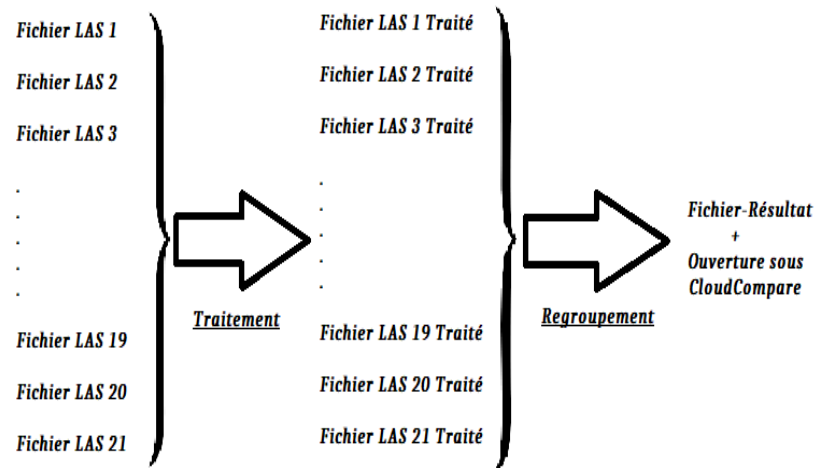 Fichier LAS 1
Fichier LAS 2
Fichier LAS 3
.
.
.
.
.
Fichier LAS 19
Fichier LAS 20
Fichier LAS 21
Traitement
Fichier LAS 1 Traité
Fichier LAS 2 Traité
Fichier LAS 3 Traité
.
.
.
.
.
Fichier LAS 19 Traité
Fichier LAS 20 Traité
Fichier LAS 21 Traité
Regroupement
Fichier-Résultat
+
Ouverture sous
CloudCompare